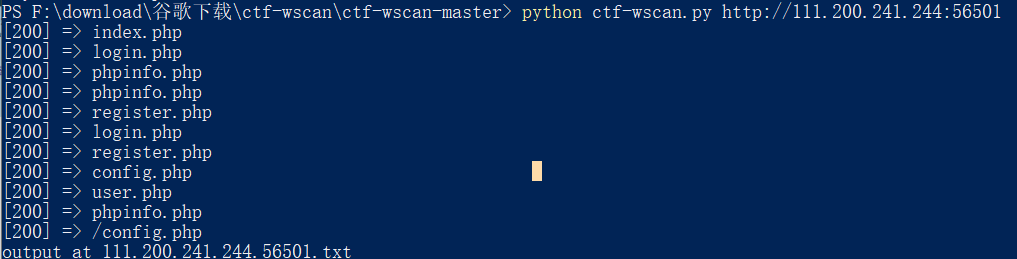 PS F:\download\谷歌下载\ctf-wscan\ctf-wscan-master> python ctf-wscan.py http://111.200.241.244:56501
[200] => index.php
[200] => login.php
[200] => phpinfo.php
[200] => phpinfo.php
[200] => register.php
[200] => login.php
[200] => register.php
[200] => config.php
[200] => user.php
[200] => phpinfo.php
[200] => /config.php
output at 111.200.241.244.56501.txt